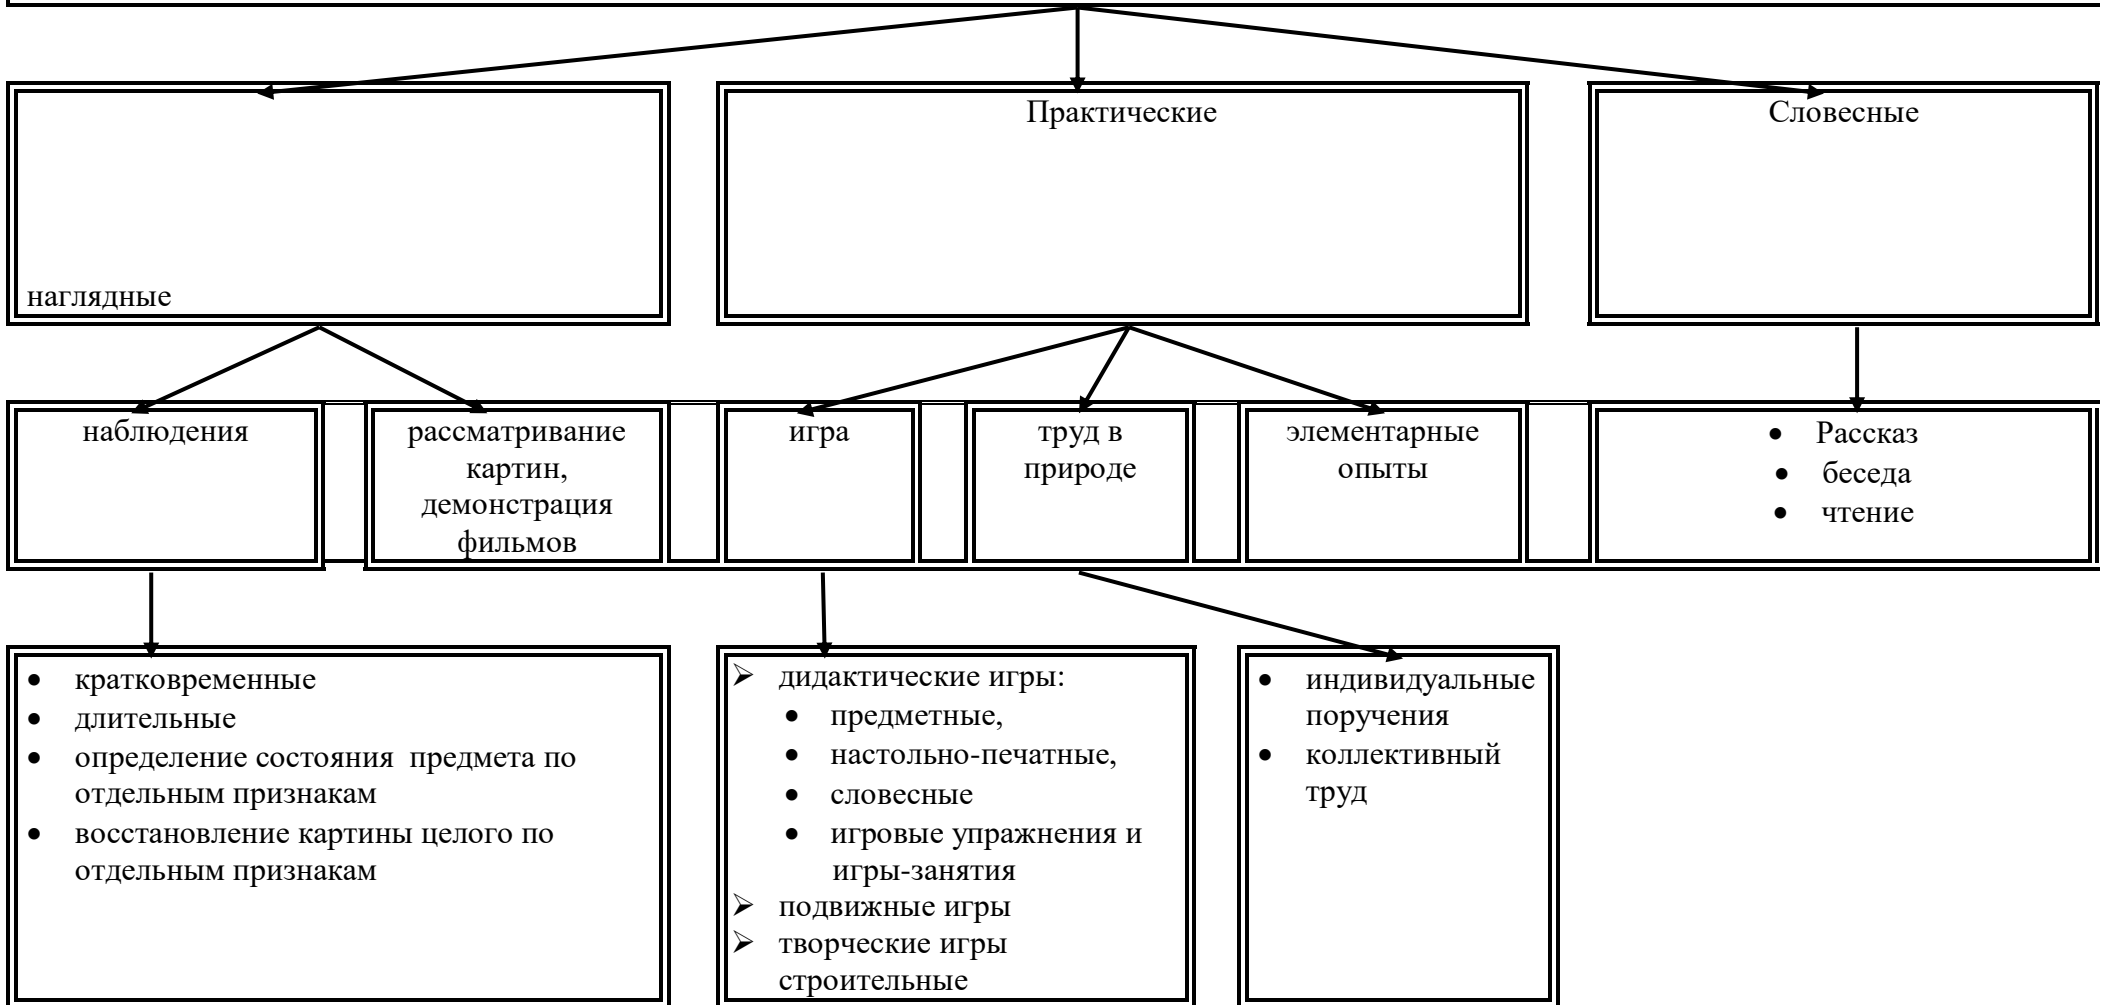 Практические
Словесные
наглядные
наблюдения
рассматривание
картин,
демонстрация
фильмов
игра
труд в
природе
элементарные
опыты
• Рассказ
• беседа
• чтение
• кратковременные
• длительные
• определение состояния предмета по
отдельным признакам
• восстановление картины целого по
отдельным признакам
➢ дидактические игры:
• предметные,
• настольно-печатные,
• словесные
• игровые упражнения и
игры-занятия
➢ подвижные игры
➢ творческие игры
строительные
• индивидуальные
поручения
• коллективный
труд